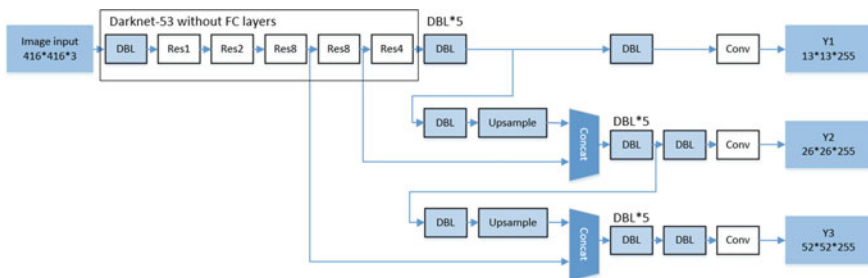 Darknet-53 without FC layers
DBL*5
Image input
416*416*3
DBL
Res1
Res2
Res8
Res8
Res4
DBL
DBL
Conv
Y1
13*13*255
DBL
Upsample
Concat
DBL*5
DBL
DBL
Conv
Y2
26*26*255
DBL
Upsample
Concat
DBL*5
DBL
DBL
Conv
Y3
52*52*255